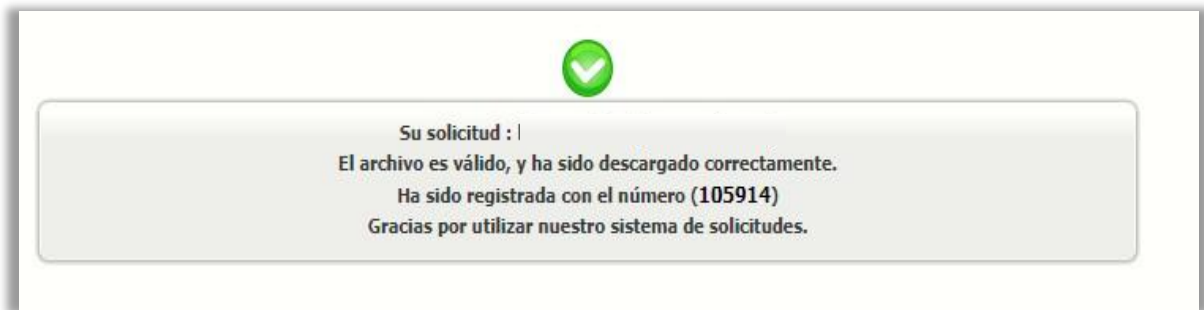 Su solicitud :
El archivo es válido, y ha sido descargado correctamente.
Ha sido registrada con el número (105914)
Gracias por utilizar nuestro sistema de solicitudes.